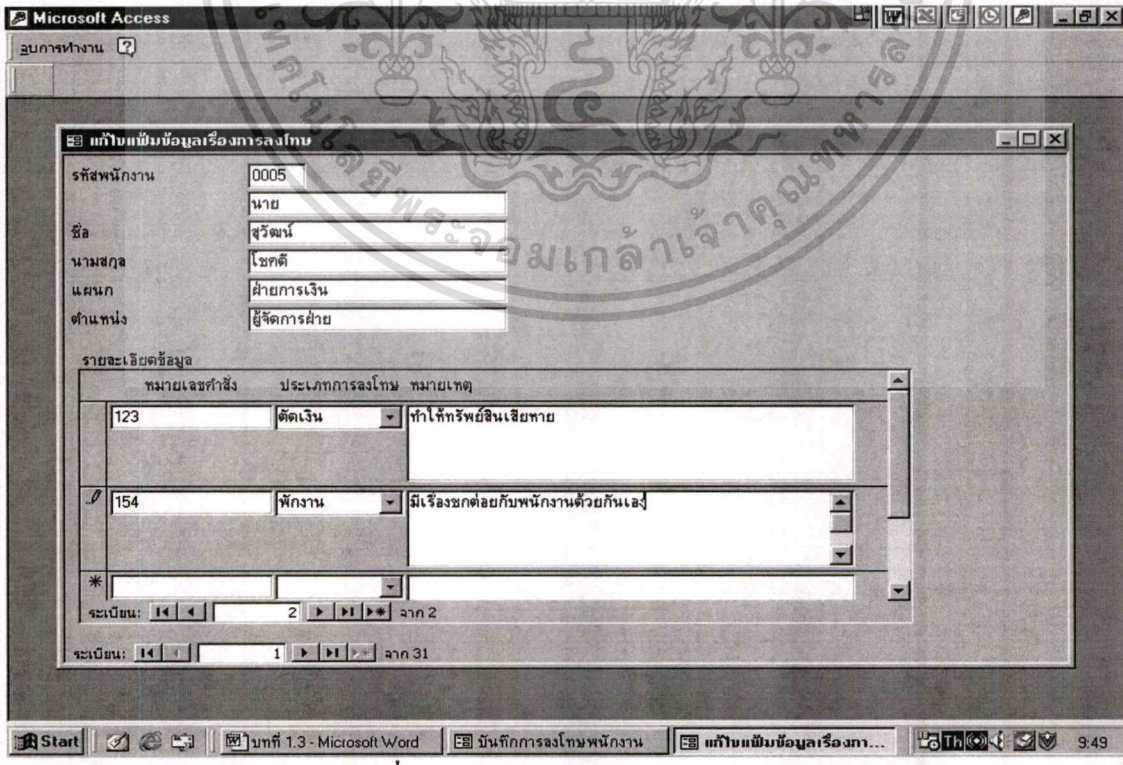 Microsoft Access
จบการทำงาน
แก้ไขแฟ้มข้อมูลเรื่องการลงโทษ
รหัสพนักงาน 0005
นาย
ชื่อ สุวัฒน์
นามสกุล โชคดี
แผนก ฝ่ายการเงิน
ตำแหน่ง ผู้จัดการฝ่าย
รายละเอียดข้อมูล
หมายเลขคำสั่ง ประเภทการลงโทษ หมายเหตุ
123 ตัดเงิน ทำให้ทรัพย์สินเสียหาย
154 พักงาน มีเรื่องชกต่อยกับพนักงานด้วยกันเอง
ระเบียน: 2 จาก 2
ระเบียน: 1 จาก 31
Start บทที่ 1.3 - Microsoft Word บันทึกการลงโทษพนักงาน แก้ไขแฟ้มข้อมูลเรื่องกา... Th 9:49